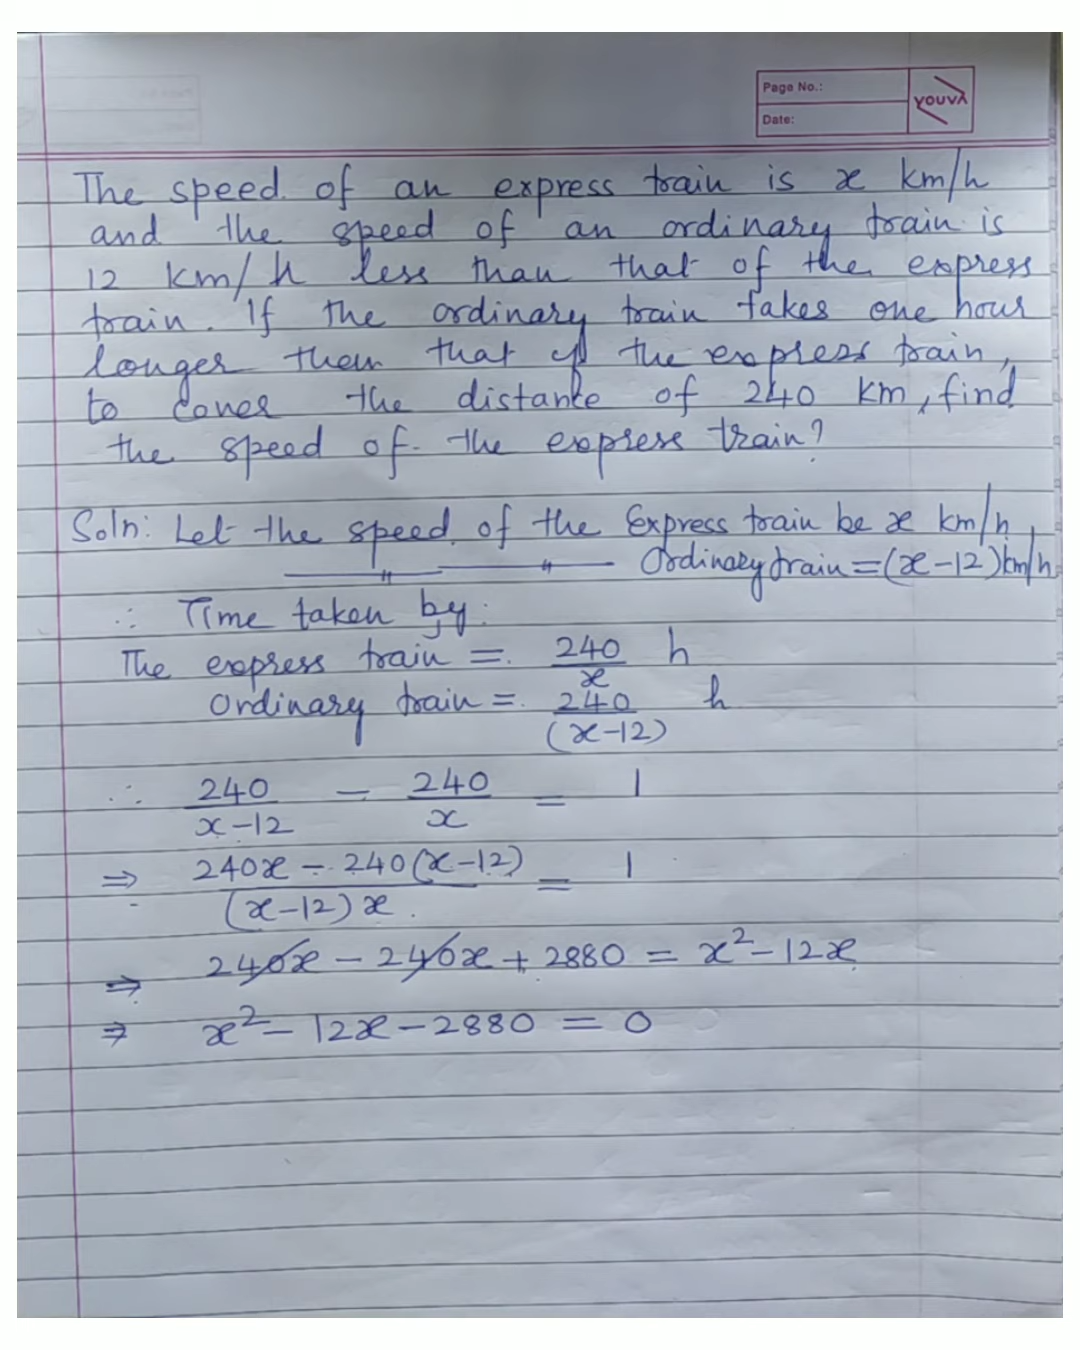 Page No.:
Date:
YOUVA
The speed of an express train is x km/h
and the speed of an ordinary train is
12 km/h less than that of the express
train. If the ordinary train takes one hour
longer them that of the express train,
to cover the distance of 240 km, find
the speed of the express train?
Soln: Let the speed of the Express train be x km/h,
—〃— —〃— Ordinary train = (x-12) km/h
∴ Time taken by:
The express train = 240/x h
Ordinary train = 240/(x-12) h
∴ 240/x-12 - 240/x = 1
⇒ 240x - 240(x-12)/(x-12)x = 1
⇒ 240x - 240x + 2880 = x² - 12x
⇒ x² - 12x - 2880 = 0